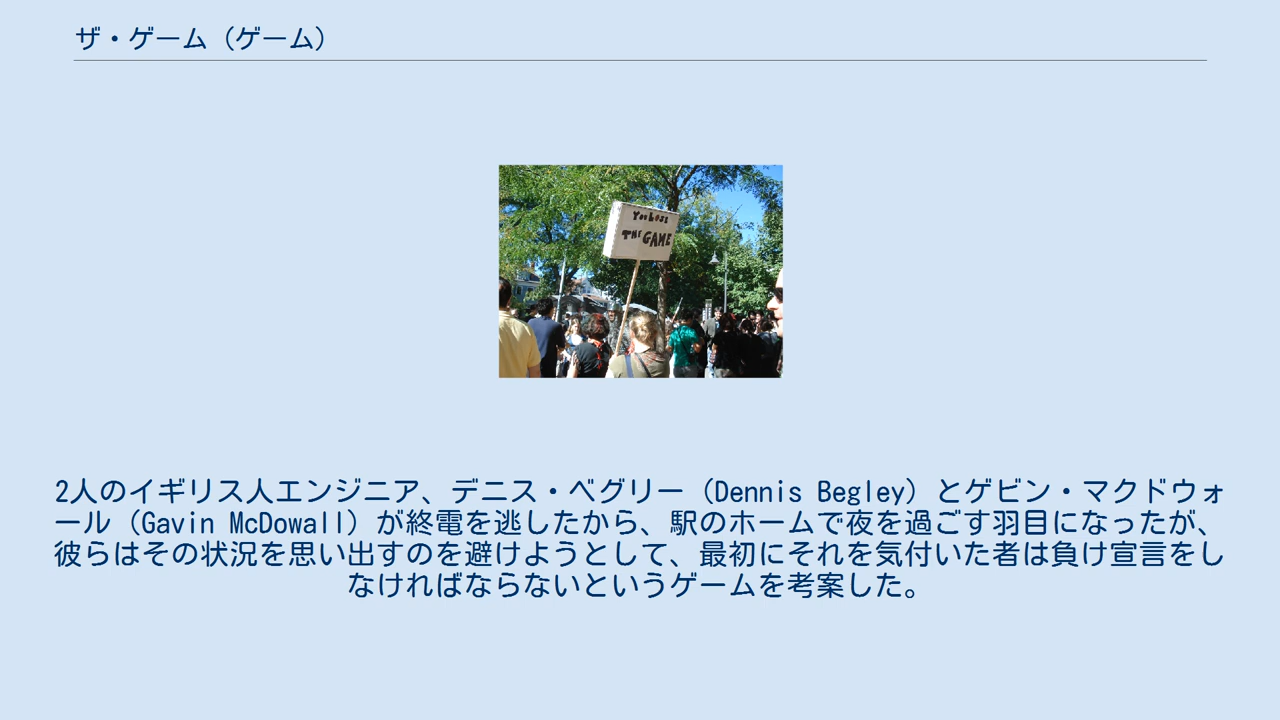 ザ・ゲーム（ゲーム）
You Lose
THE GAME
2人のイギリス人エンジニア、デニス・ベグリー（Dennis Begley）とゲビン・マクドウォ
ール（Gavin McDowall）が終電を逃したから、駅のホームで夜を過ごす羽目になったが、
彼らはその状況を思い出すのを避けようとして、最初にそれを気付いた者は負け宣言をし
なければならないというゲームを考案した。